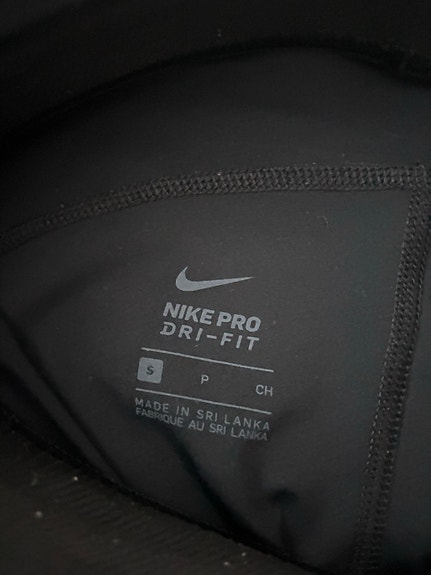 NIKE PRO
DRI-FIT
S P CH
MADE IN SRI LANKA
FABRIQUE AU SRI LANKA